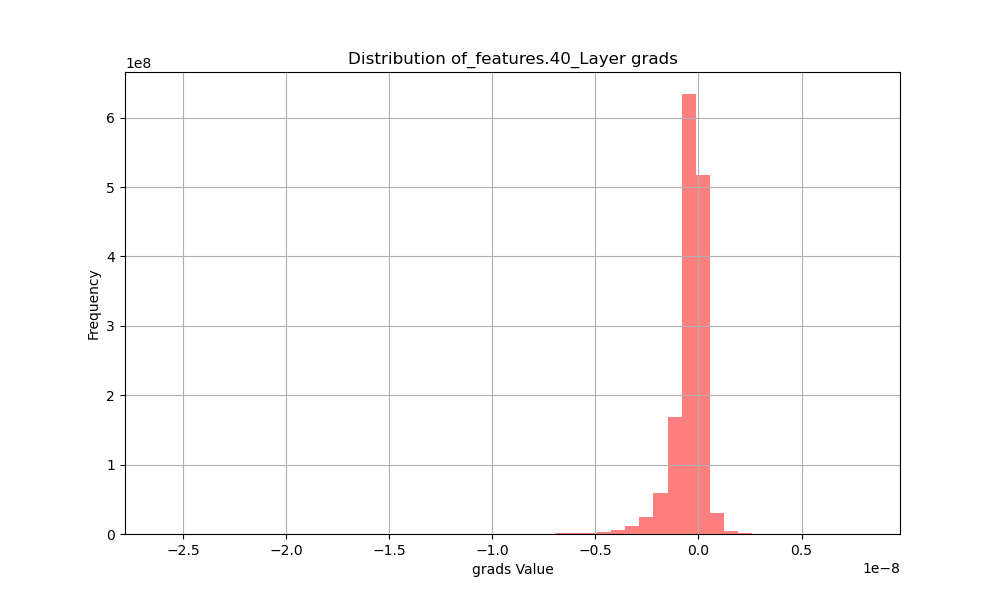 Distribution of_features.40_Layer grads
1e8
6
5
4
3
2
1
0
Frequency
−2.5 −2.0 −1.5 −1.0 −0.5 0.0 0.5
grads Value
1e−8